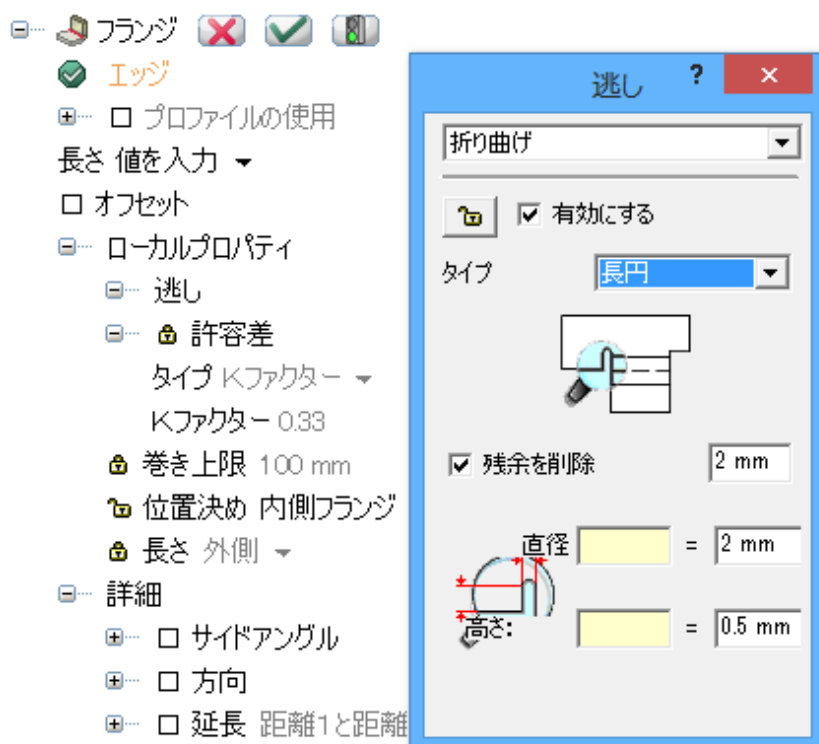 フランジ
エッジ
プロファイルの使用
長さ 値を入力
オフセット
ローカルプロパティ
逃し
許容差
タイプ Kファクター
Kファクター 0.33
巻き上限 100 mm
位置決め 内側フランジ
長さ 外側
詳細
サイドアングル
方向
延長 距離1と距離
逃し ? ×
折り曲げ
有効にする
タイプ 長円
残余を削除 2 mm
直径 = 2 mm
高さ: = 0.5 mm